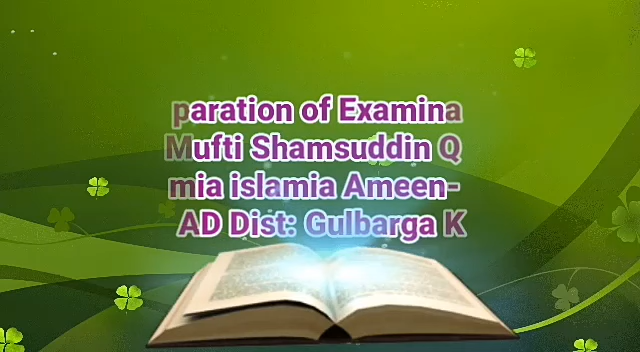 paration of Examina
Mufti Shamsuddin Q
mia islamia Ameen-
AD Dist: Gulbarga K